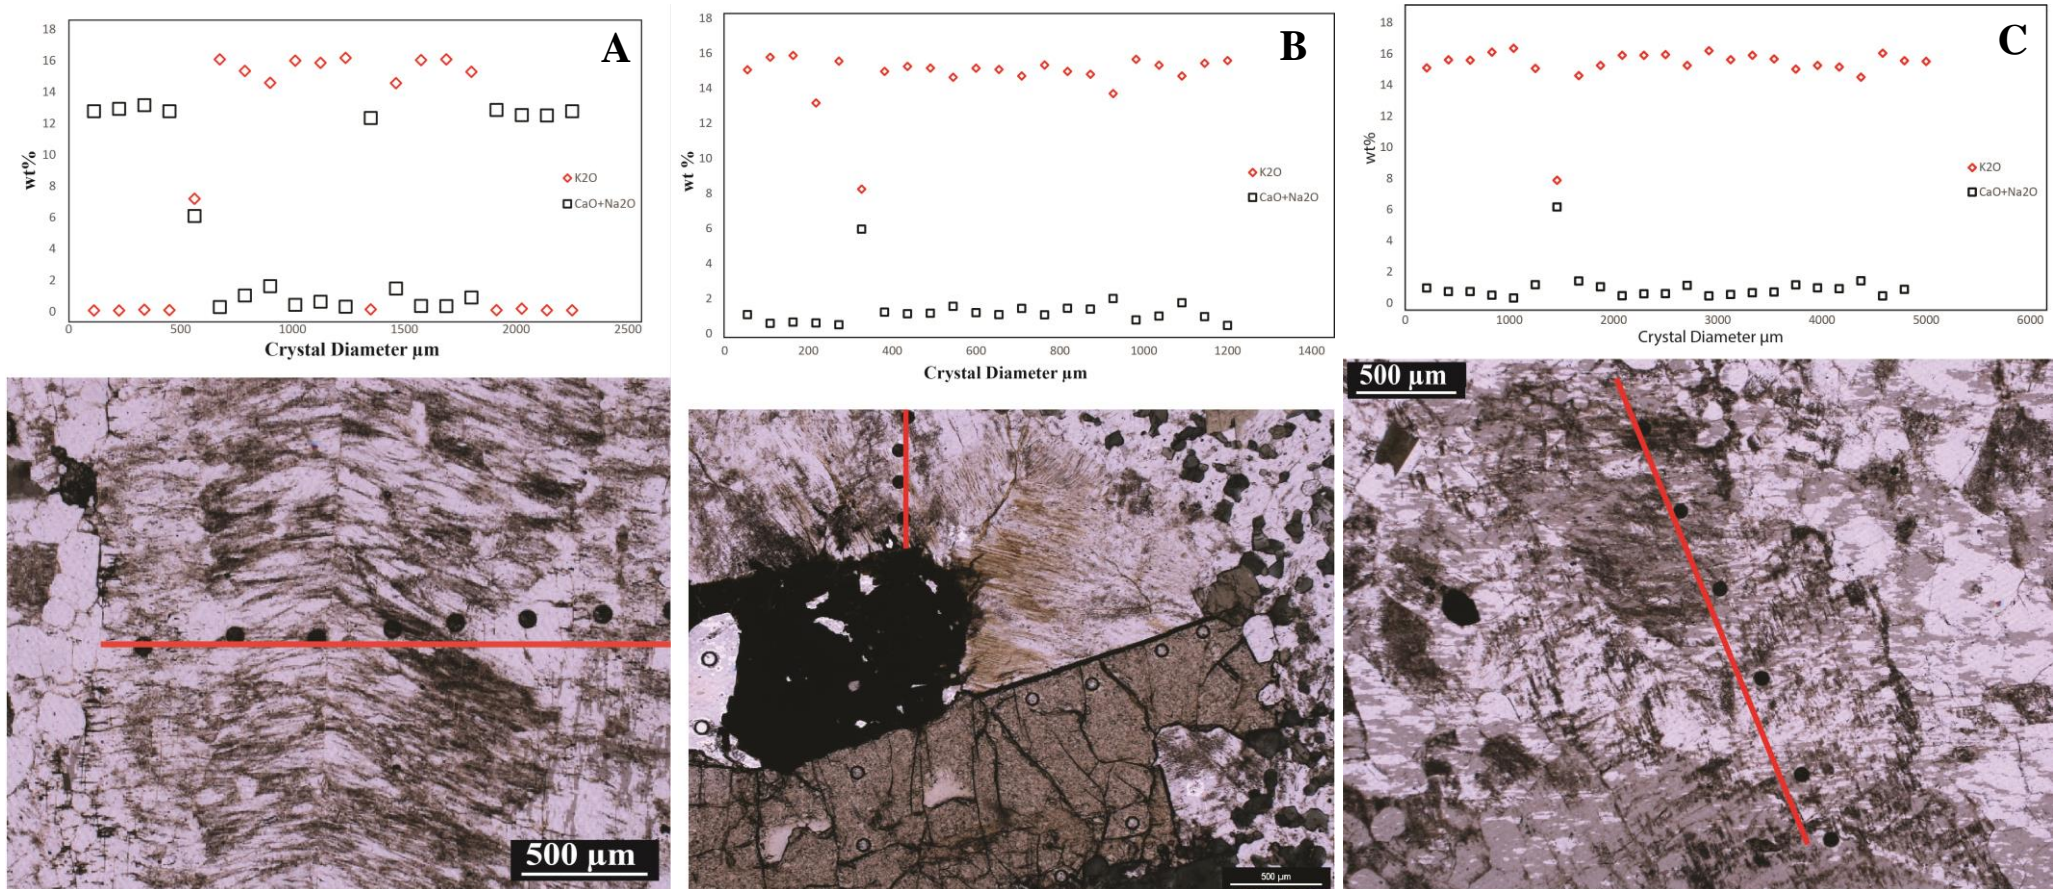 A
18
16
14
12
10
8
6
4
2
0
wt%
K2O
CaO+Na2O
0 500 1000 1500 2000 2500
Crystal Diameter µm
B
18
16
14
12
10
8
6
4
2
0
wt %
K2O
CaO+Na2O
0 200 400 600 800 1000 1200 1400
Crystal Diameter µm
C
18
16
14
12
10
8
6
4
2
0
wt%
K2O
CaO+Na2O
0 1000 2000 3000 4000 5000 6000
Crystal Diameter µm
500 µm
500 µm
500 µm